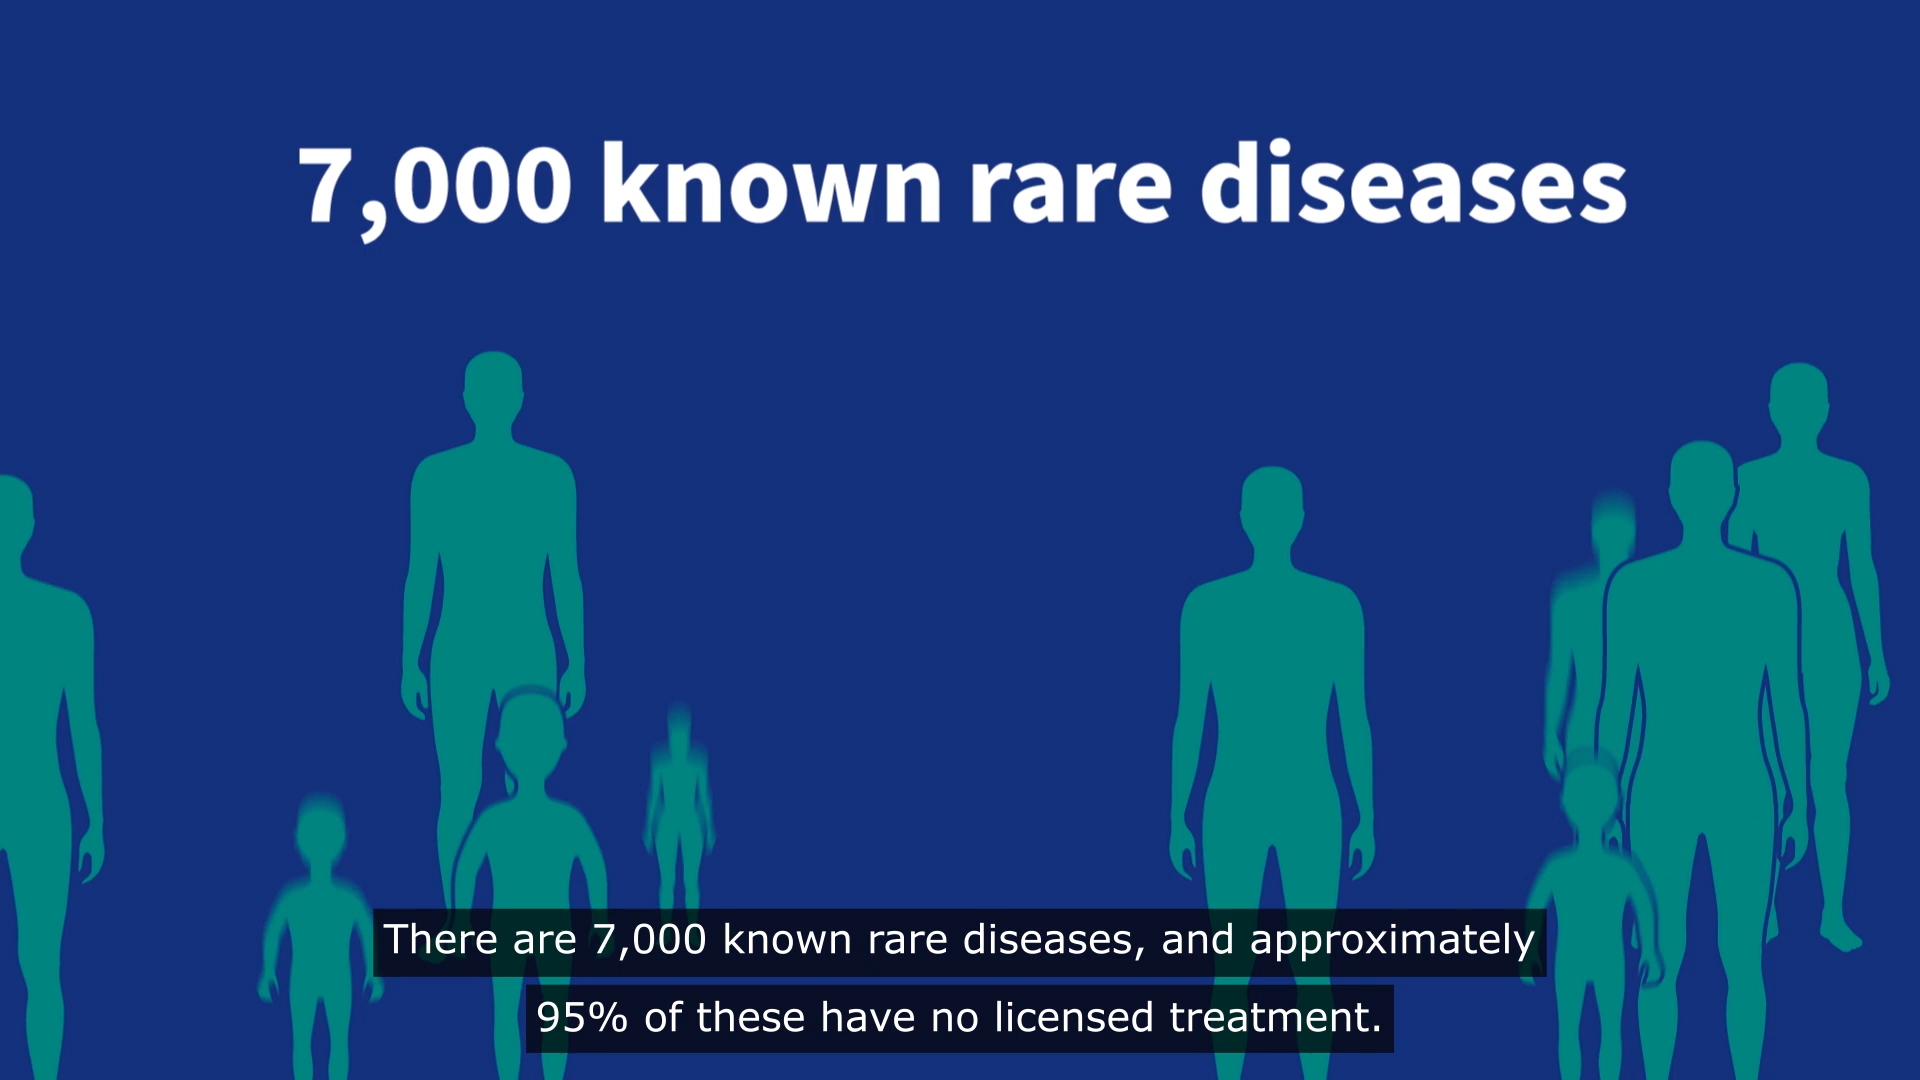 7,000 known rare diseases
There are 7,000 known rare diseases, and approximately
95% of these have no licensed treatment.